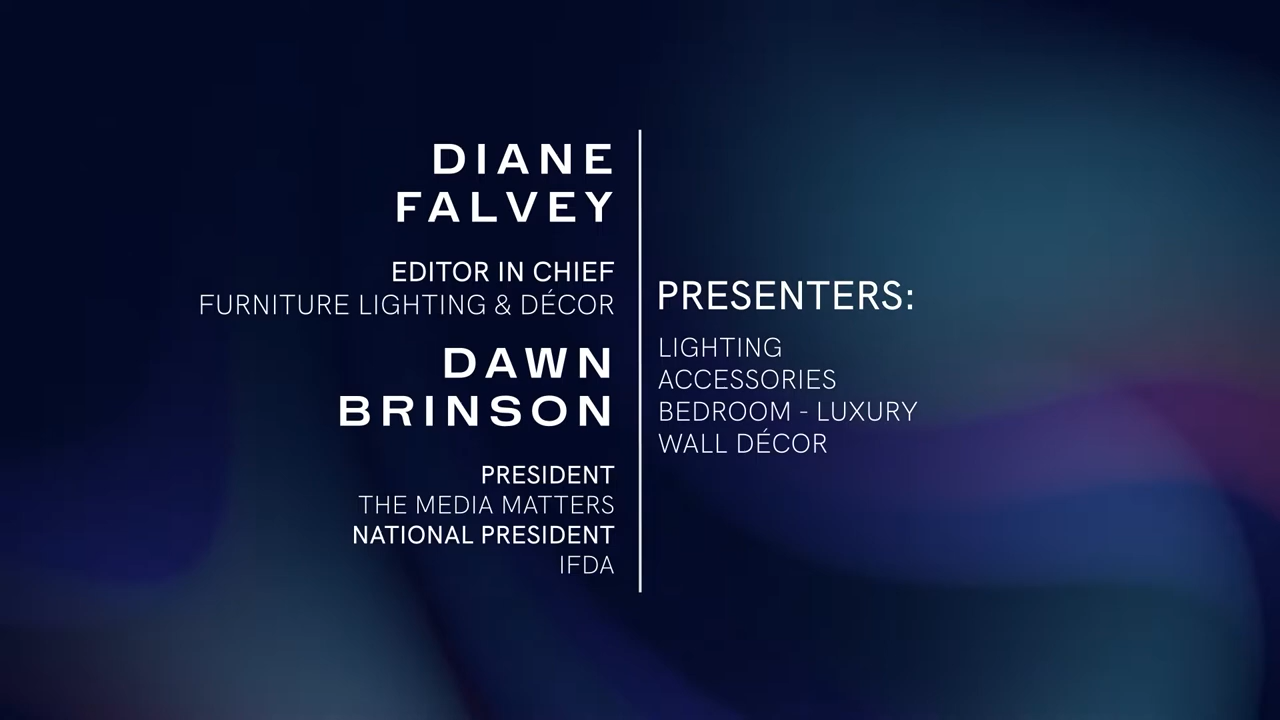 DIANE
FALVEY
EDITOR IN CHIEF
FURNITURE LIGHTING & DÉCOR
DAWN
BRINSON
PRESIDENT
THE MEDIA MATTERS
NATIONAL PRESIDENT
IFDA
PRESENTERS:
LIGHTING
ACCESSORIES
BEDROOM - LUXURY
WALL DÉCOR